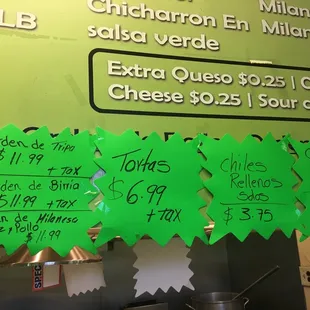 LB
Chicharron En
salsa verde
Milan
Milan
Extra Queso $0.25 |
Cheese $0.25 | Sour
den de Tripa
$11.99
+ TAX
den de Birria
$11.99
+ TAX
n de Milanesa
Pollo
$11.99
Tortas
$6.99
+ TAX
Chiles
Rellenos
Solos
$3.75
SPEC